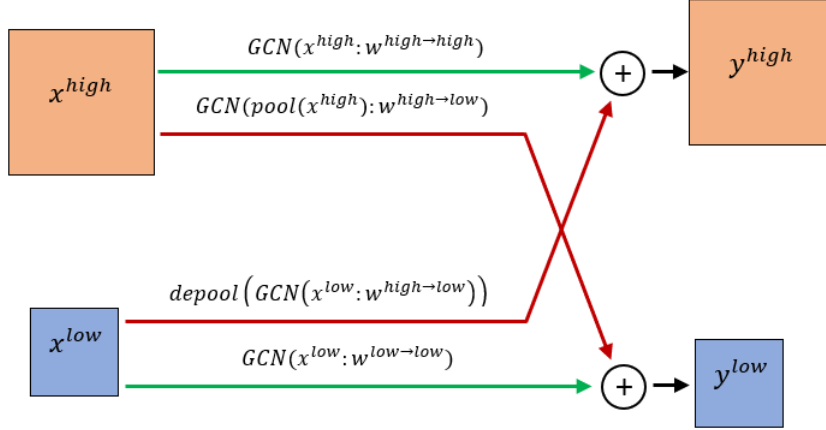 x^{high}
GCN(x^{high}: w^{high→high})
+
y^{high}
GCN(pool(x^{high}): w^{high→low})
depool(GCN(x^{low}: w^{high→low}))
x^{low}
GCN(x^{low}: w^{low→low})
+
y^{low}